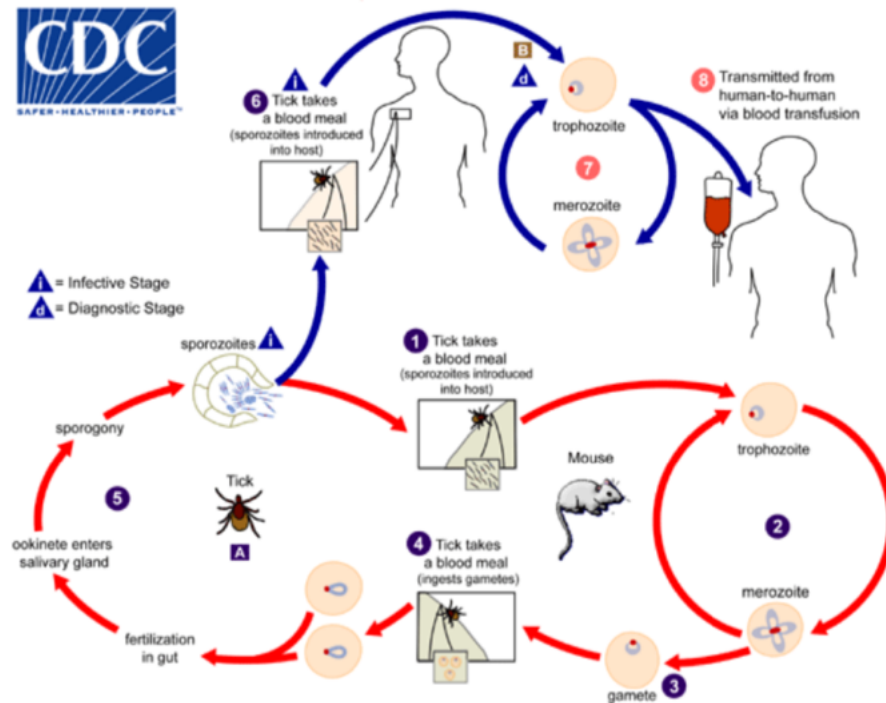 CDC
SAFER • HEALTHIER • PEOPLE™
6 Tick takes
a blood meal
(sporozoites introduced
into host)
i
B
d
trophozoite
7
merozoite
8 Transmitted from
human-to-human
via blood transfusion
i = Infective Stage
d = Diagnostic Stage
sporozoites i
1 Tick takes
a blood meal
(sporozoites introduced
into host)
trophozoite
sporogony
5
Tick
A
Mouse
2
ookinete enters
salivary gland
4 Tick takes
a blood meal
(ingests gametes)
merozoite
fertilization
in gut
gamete 3